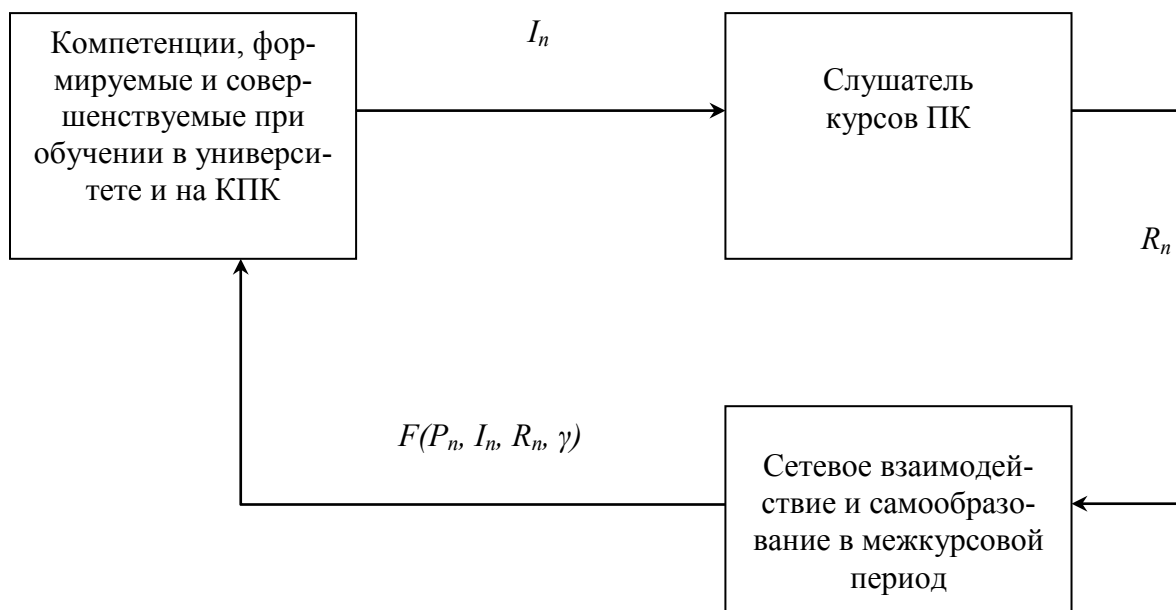 Компетенции, фор-
мируемые и совер-
шенствуемые при
обучении в универси-
тете и на КПК
I_n
Слушатель
курсов ПК
R_n
F(P_n, I_n, R_n, γ)
Сетевое взаимодей-
ствие и самообразо-
вание в межкурсовой
период